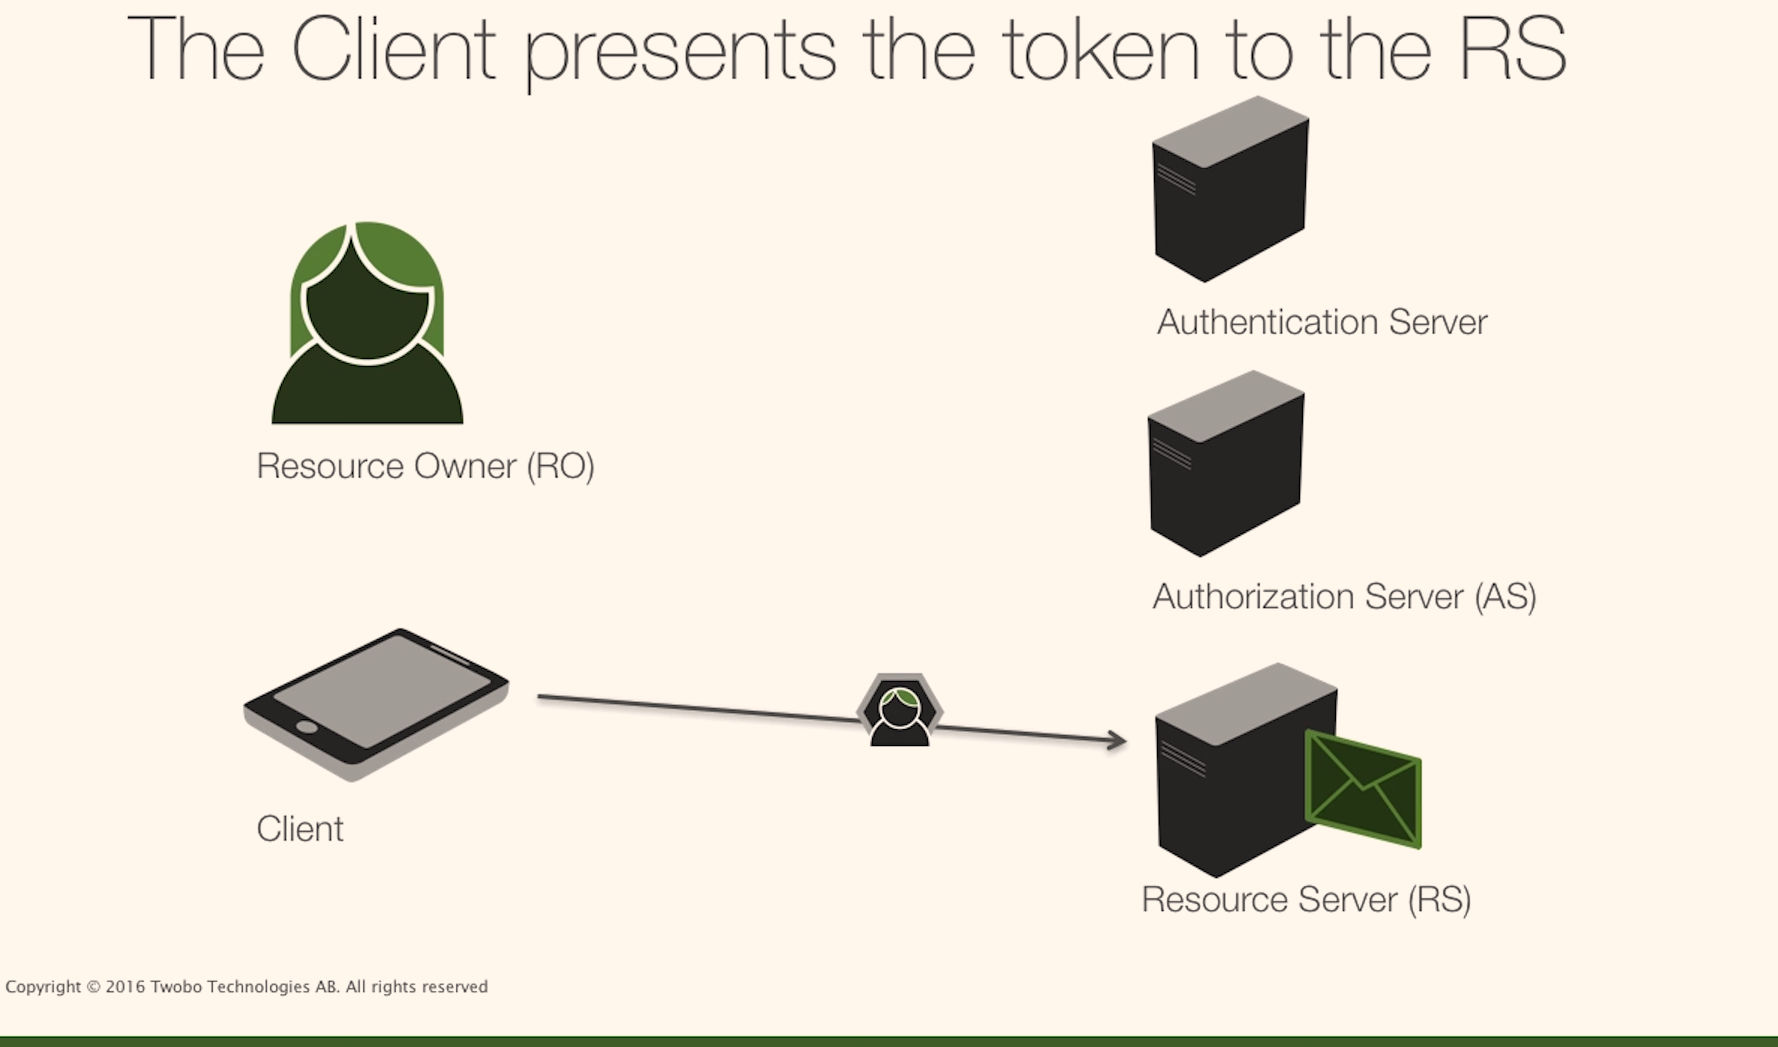 The Client presents the token to the RS
Authentication Server
Resource Owner (RO)
Authorization Server (AS)
Client
Resource Server (RS)
Copyright © 2016 Twobo Technologies AB. All rights reserved